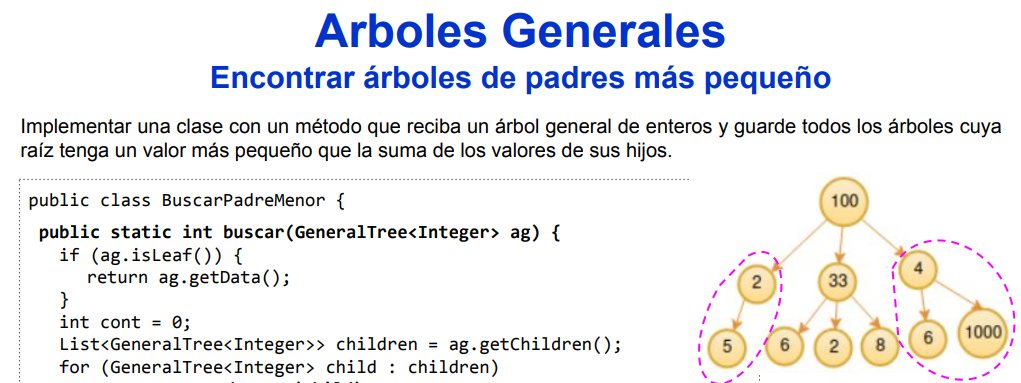 Arboles Generales
Encontrar árboles de padres más pequeño
Implementar una clase con un método que reciba un árbol general de enteros y guarde todos los árboles cuya
raíz tenga un valor más pequeño que la suma de los valores de sus hijos.
public class BuscarPadreMenor {
public static int buscar(GeneralTree<Integer> ag) {
if (ag.isLeaf()) {
return ag.getData();
}
int cont = 0;
List<GeneralTree<Integer>> children = ag.getChildren();
for (GeneralTree<Integer> child : children)
100
2
33
4
5
6
2
8
6
1000